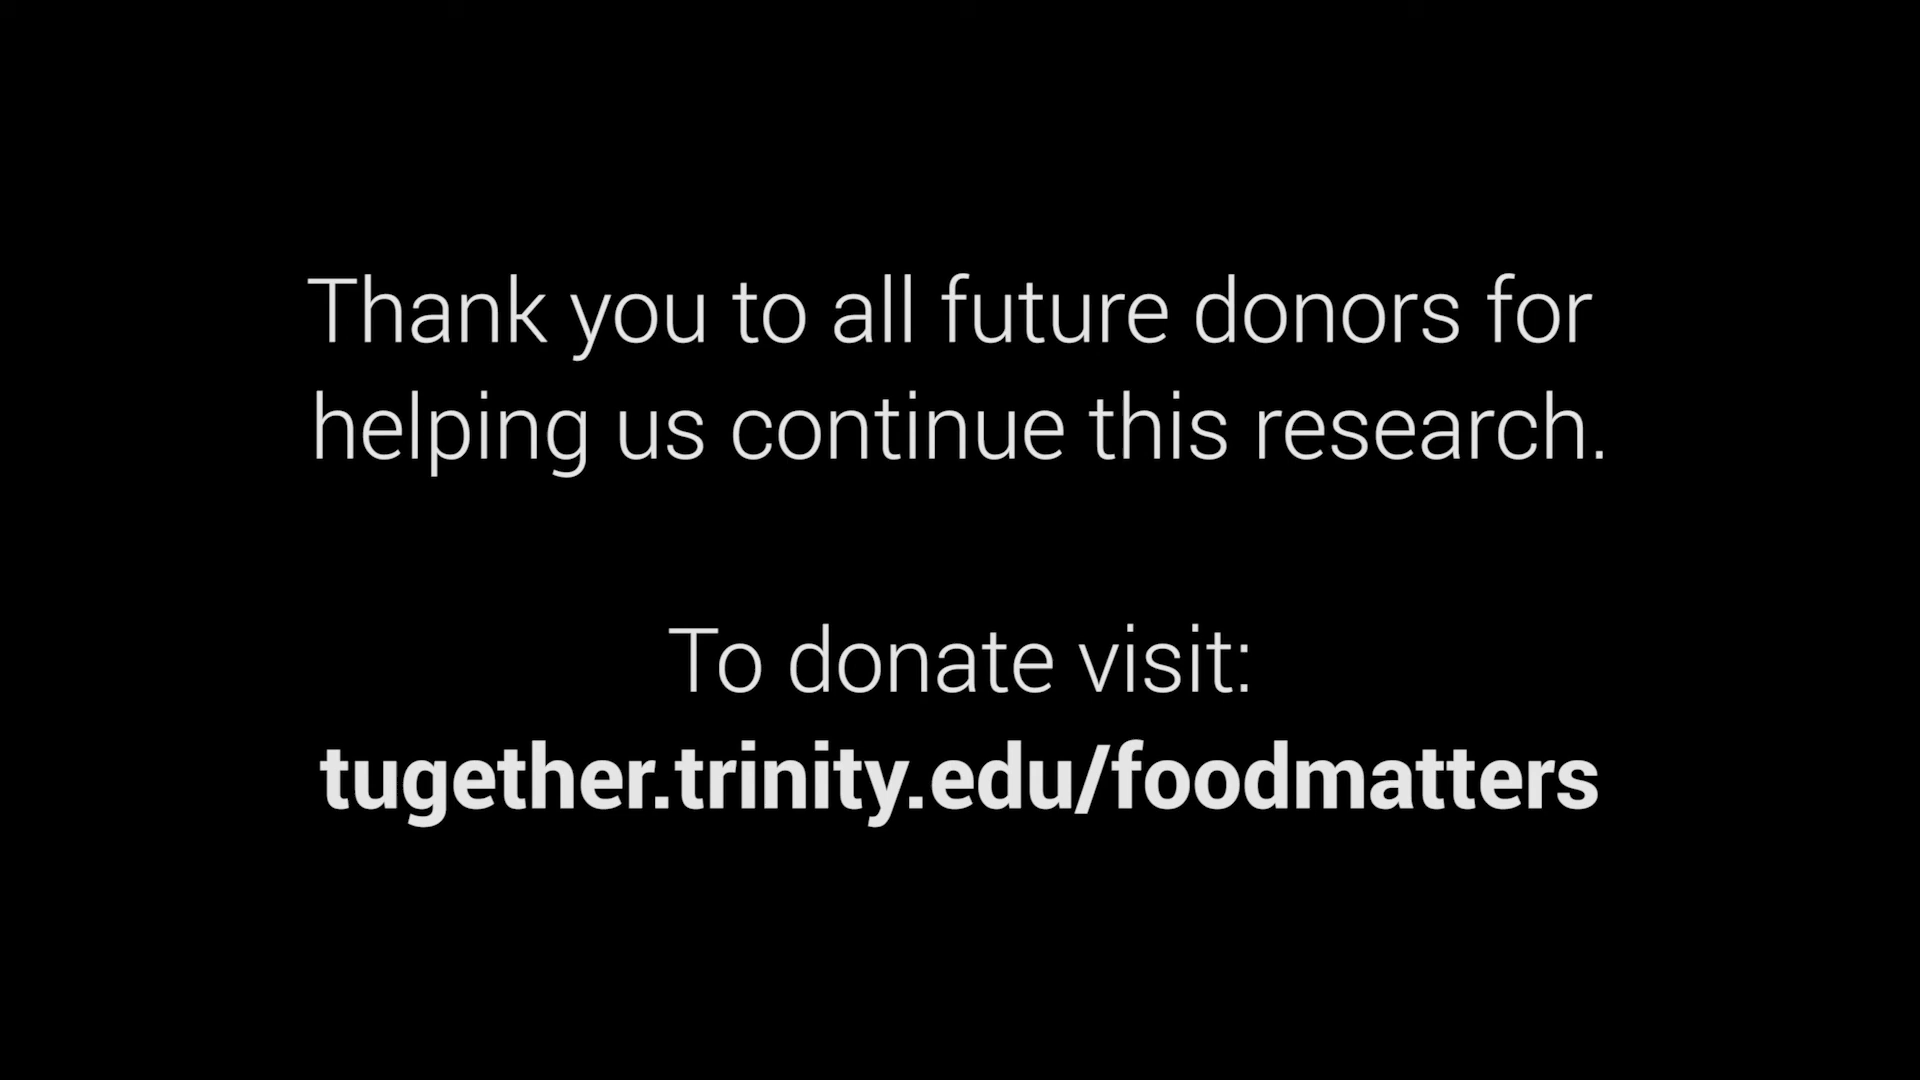 Thank you to all future donors for
helping us continue this research.
To donate visit:
tugether.trinity.edu/foodmatters